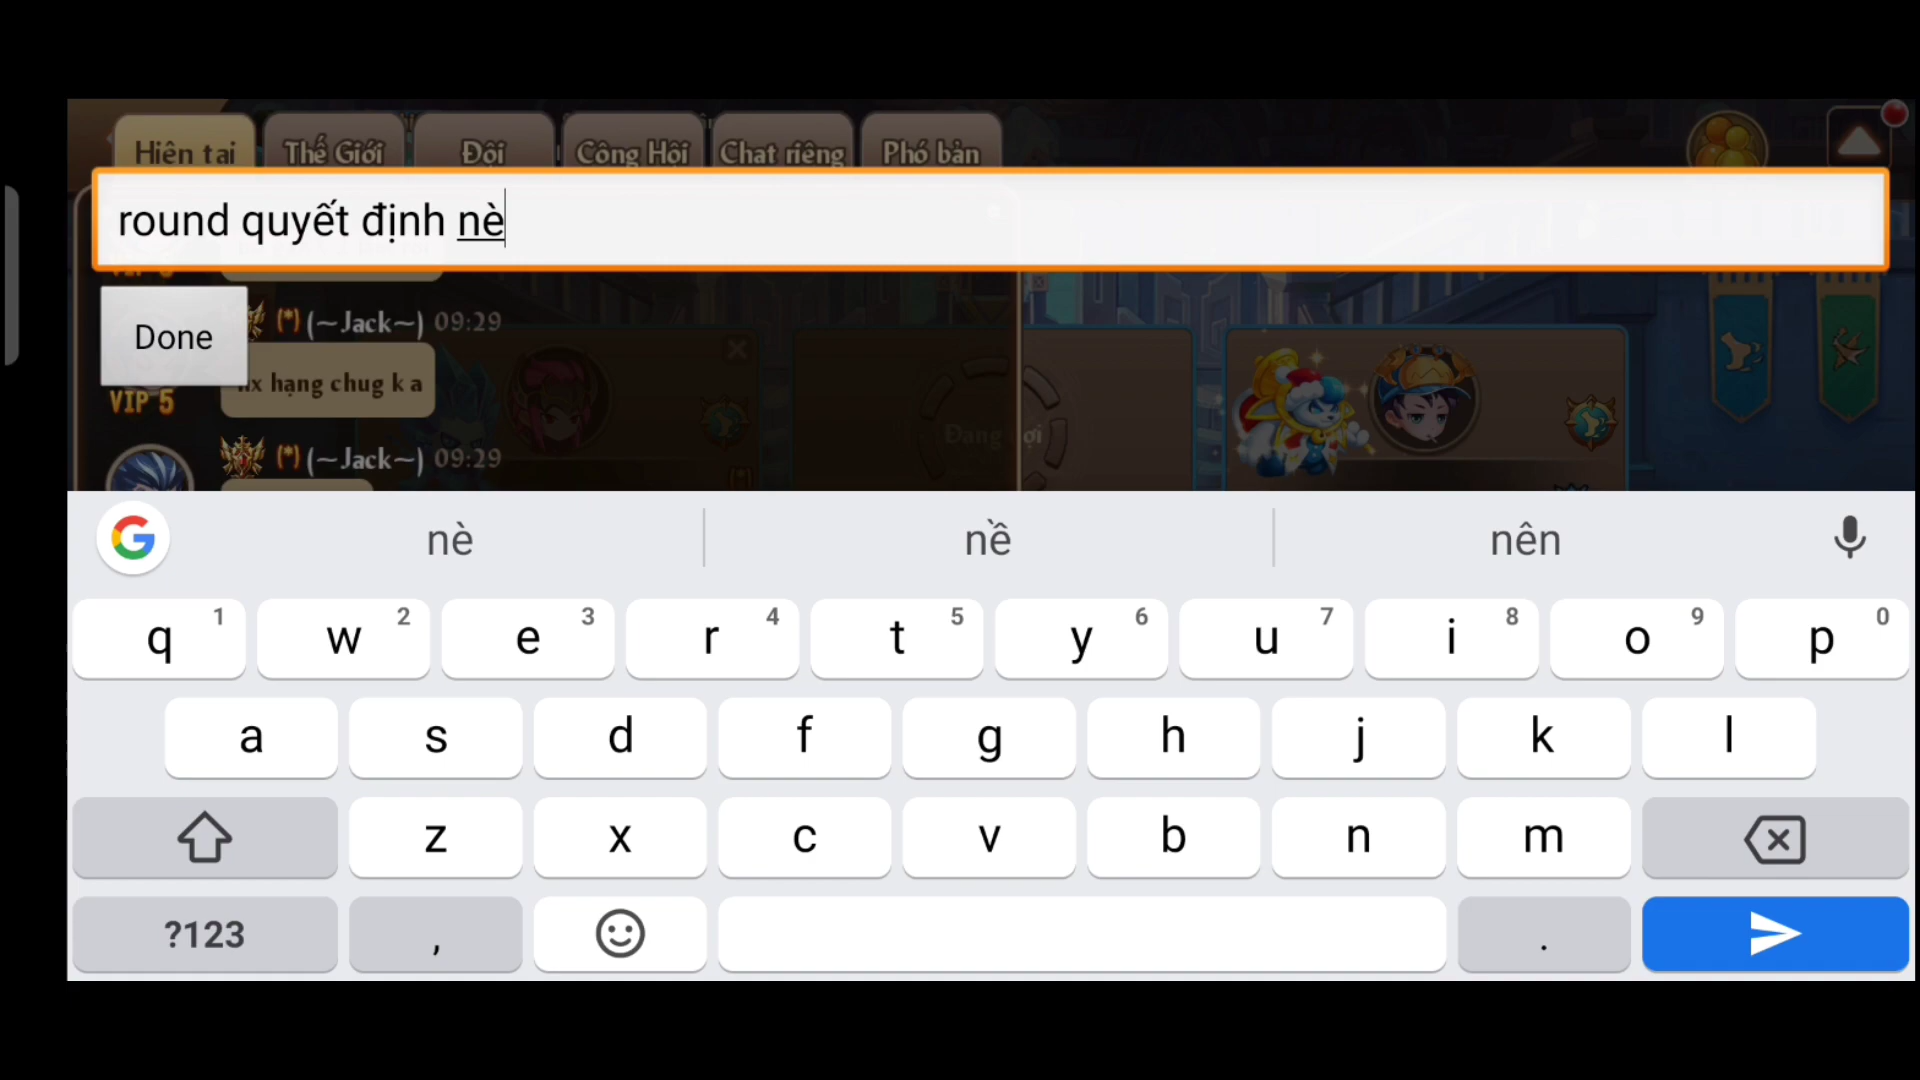 Hiện tại Thế Giới Đội Công Hội Chat riêng Phó bản
round quyết định nè
Done
(*) (~Jack~) 09:29
hạng chug k a
VIP 5
(*) (~Jack~) 09:29
nè nề nên
q 1 w 2 e 3 r 4 t 5 y 6 u 7 i 8 o 9 p 0
a s d f g h j k l
z x c v b n m
?123 , .